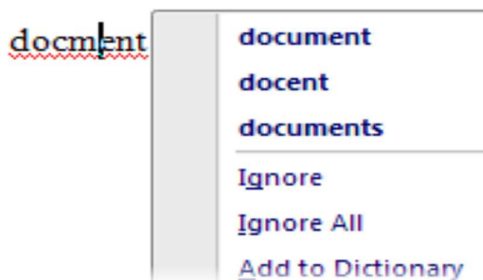 docment
document
docent
documents
Ignore
Ignore All
Add to Dictionary